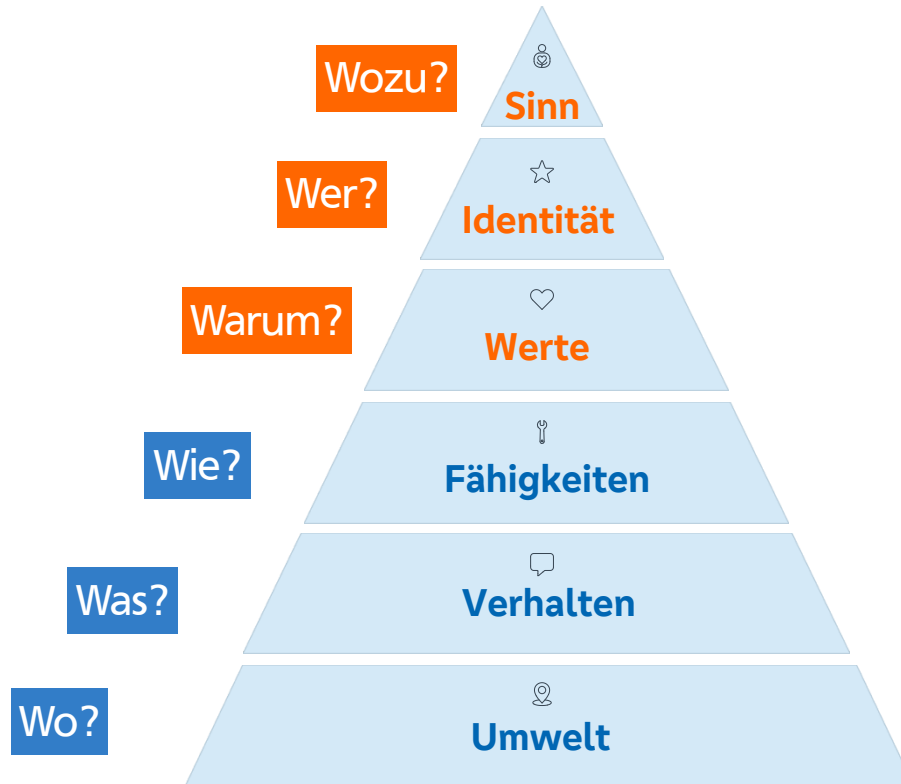 Wozu?
Sinn
Wer?
Identität
Warum?
Werte
Wie?
Fähigkeiten
Was?
Verhalten
Wo?
Umwelt